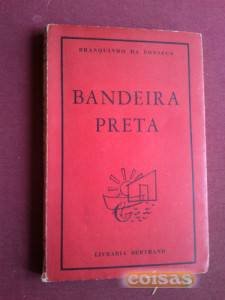 BRANQUINHO DA FONSECA
BANDEIRA
PRETA
LIVRARIA BERTRAND
coisas